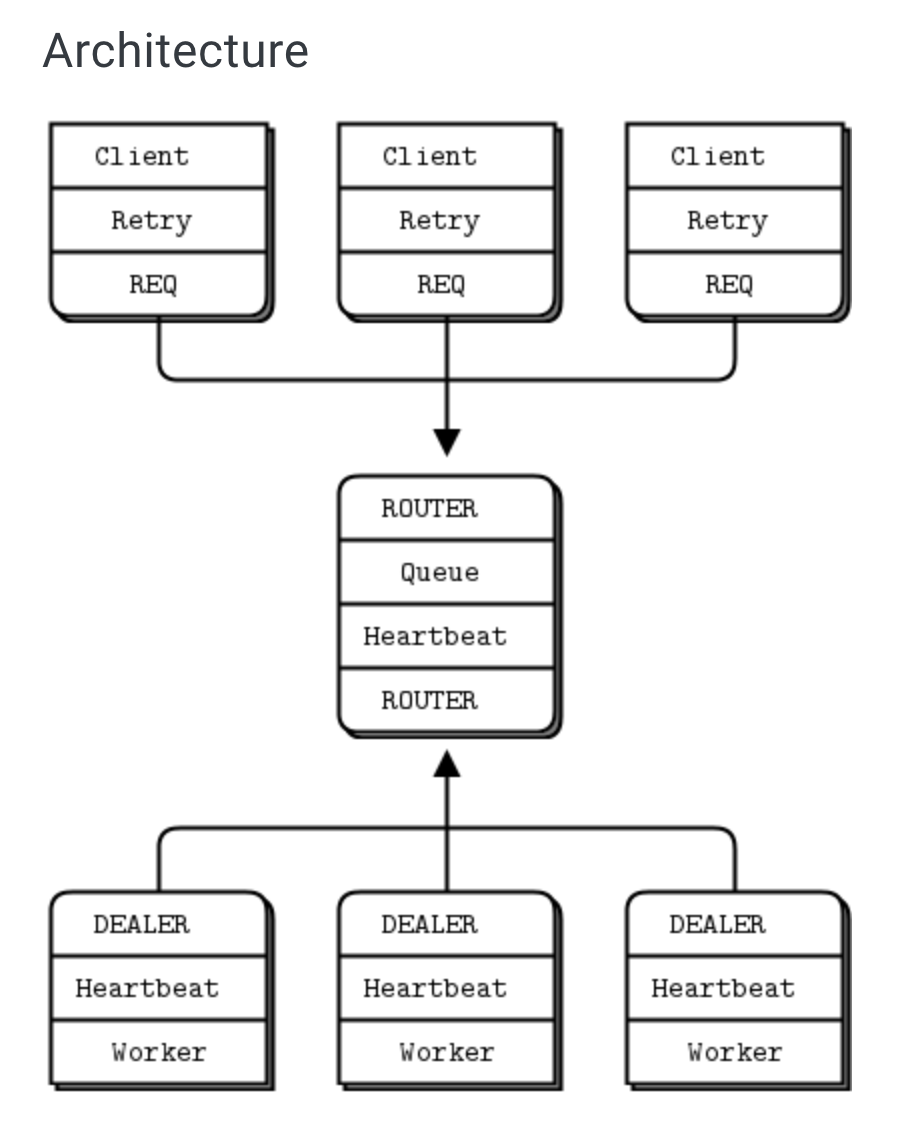 Architecture
Client Client Client
Retry Retry Retry
REQ REQ REQ
ROUTER
Queue
Heartbeat
ROUTER
DEALER DEALER DEALER
Heartbeat Heartbeat Heartbeat
Worker Worker Worker